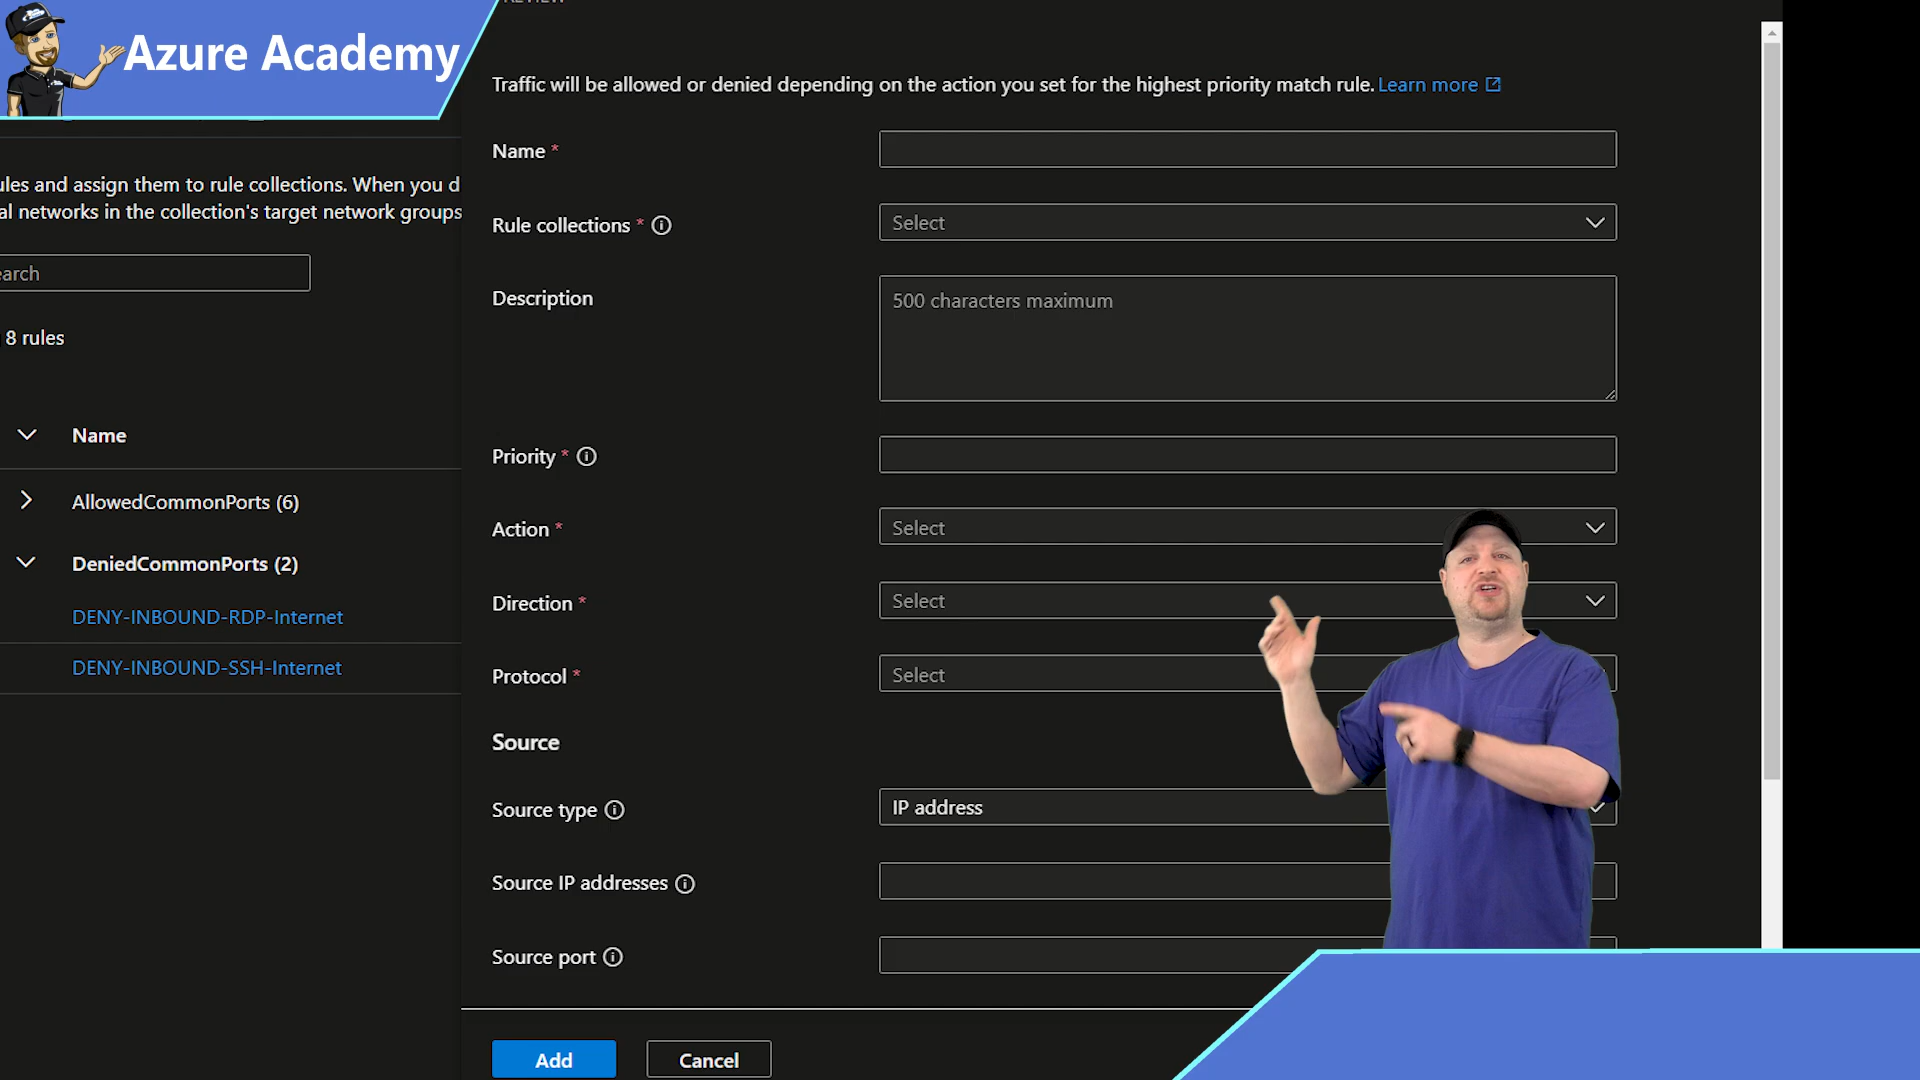 Azure Academy
Traffic will be allowed or denied depending on the action you set for the highest priority match rule. Learn more
Name *
Rule collections *
Select
Description
500 characters maximum
Priority *
Action *
Select
Direction *
Select
Protocol *
Select
Source
Source type
IP address
Source IP addresses
Source port
Add
Cancel
and assign them to rule collections. When you d
networks in the collection's target network groups
8 rules
Name
AllowedCommonPorts (6)
DeniedCommonPorts (2)
DENY-INBOUND-RDP-Internet
DENY-INBOUND-SSH-Internet